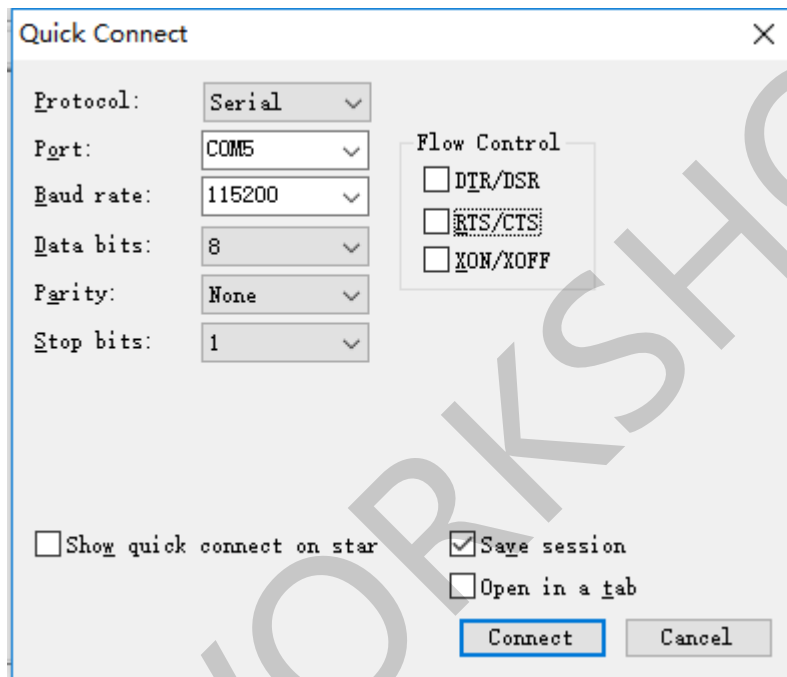 Quick Connect
Protocol: Serial
Port: COM5
Flow Control
DTR/DSR
Baud rate: 115200
RTS/CTS
Data bits: 8
XON/XOFF
Parity: None
Stop bits: 1
Show quick connect on star
Save session
Open in a tab
Connect Cancel
WORKSHO